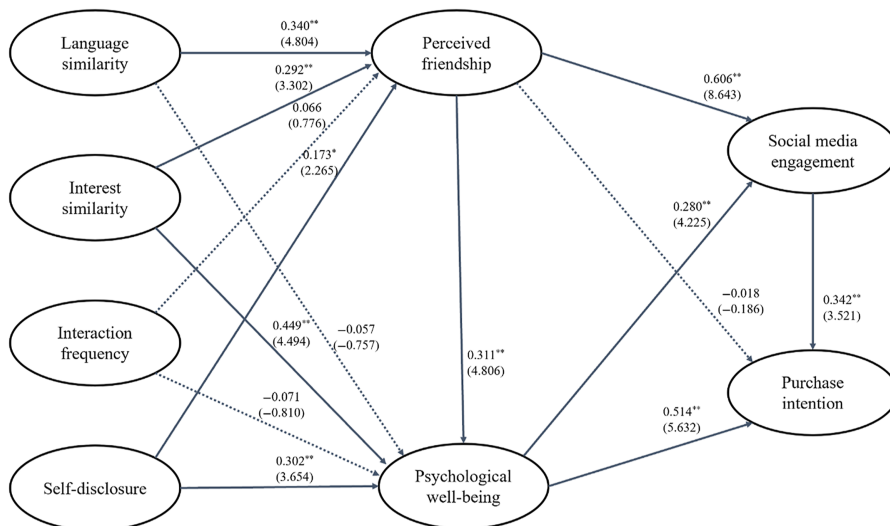 Language
similarity
0.340**
(4.804)
Perceived
friendship
0.292**
(3.302)
0.066
(0.776)
0.606**
(8.643)
0.173*
(2.265)
Social media
engagement
Interest
similarity
0.280**
(4.225)
Interaction
frequency
0.449**
(4.494)
−0.057
(−0.757)
−0.018
(−0.186)
0.342**
(3.521)
0.311**
(4.806)
−0.071
(−0.810)
Purchase
intention
0.514**
(5.632)
Self-disclosure
0.302**
(3.654)
Psychological
well-being